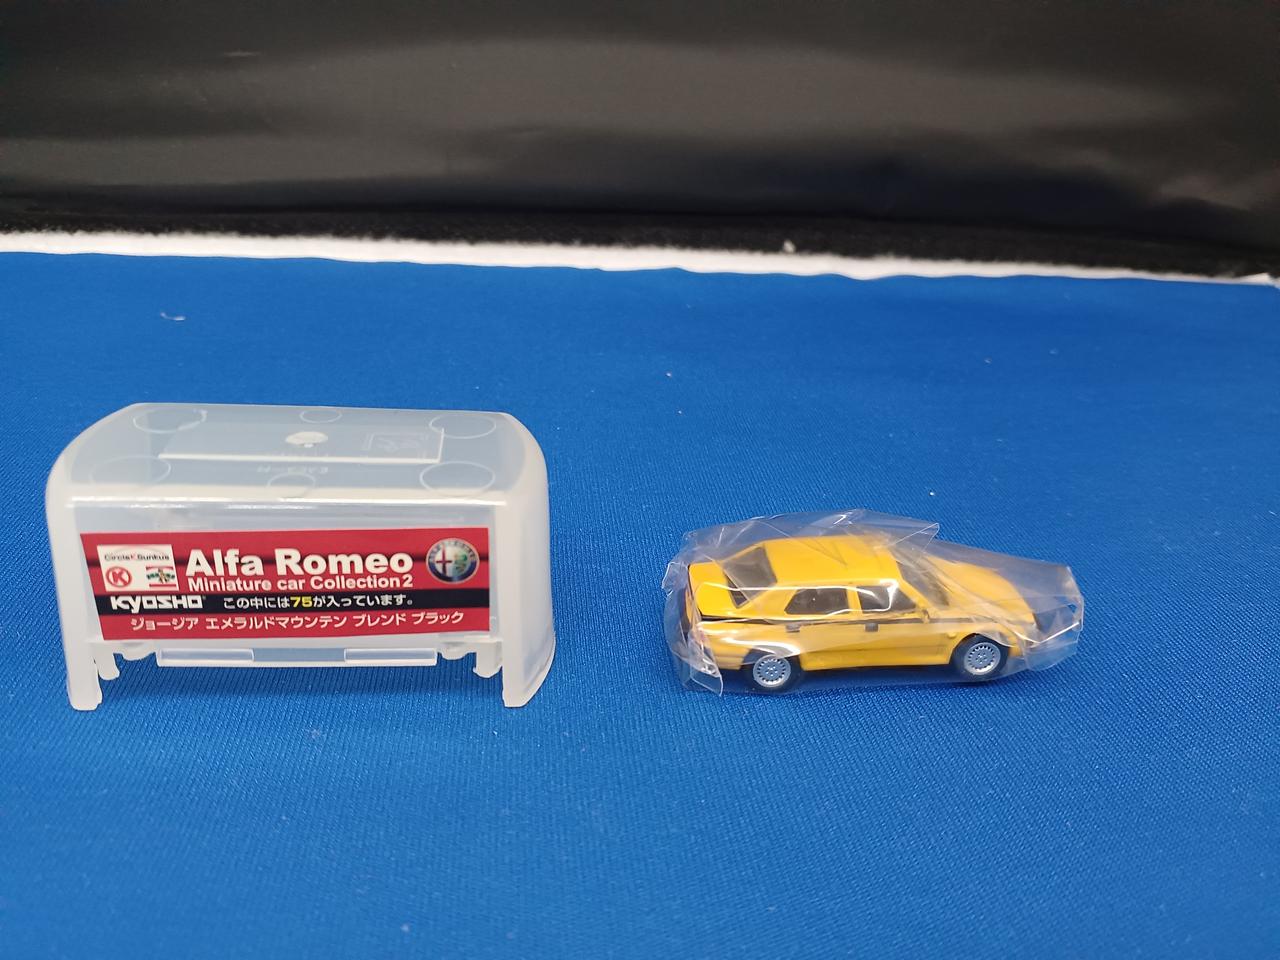 CircleK Sunkus
Alfa Romeo
Miniature car Collection 2
KYOSHO この中には75が入っています。
ジョージア エメラルドマウンテン ブレンド ブラック